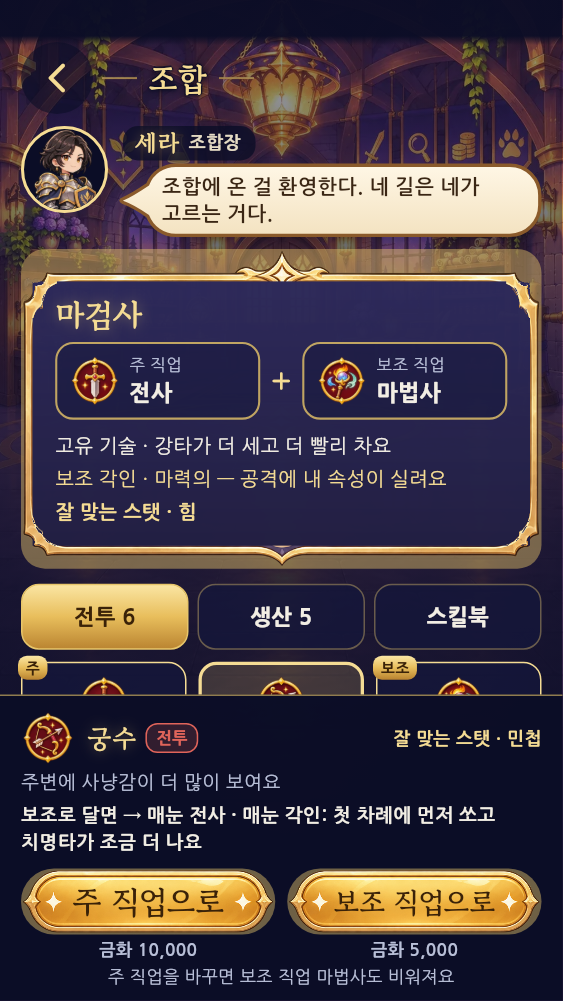 조합
세라 조합장
조합에 온 걸 환영한다. 네 길은 네가
고르는 거다.
마검사
주 직업
전사
+
보조 직업
마법사
고유 기술 · 강타가 더 세고 더 빨리 차요
보조 각인 · 마력의 — 공격에 내 속성이 실려요
잘 맞는 스탯 · 힘
전투 6
생산 5
스킬북
주
보조
궁수 전투
잘 맞는 스탯 · 민첩
주변에 사냥감이 더 많이 보여요
보조로 달면 → 매눈 전사 · 매눈 각인: 첫 차례에 먼저 쏘고
치명타가 조금 더 나요
주 직업으로
보조 직업으로
금화 10,000
금화 5,000
주 직업을 바꾸면 보조 직업 마법사도 비워져요